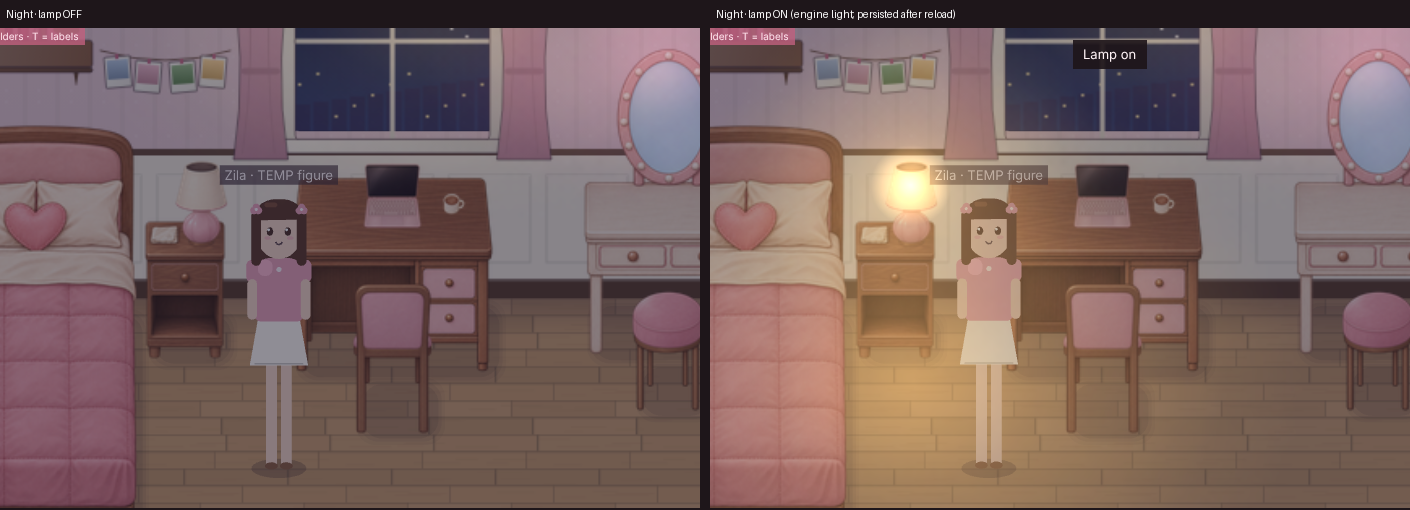 Night · lamp OFF
Night · lamp ON (engine light; persisted after reload)
lders · T = labels
lders · T = labels
Lamp on
Zila · TEMP figure
Zila · TEMP figure